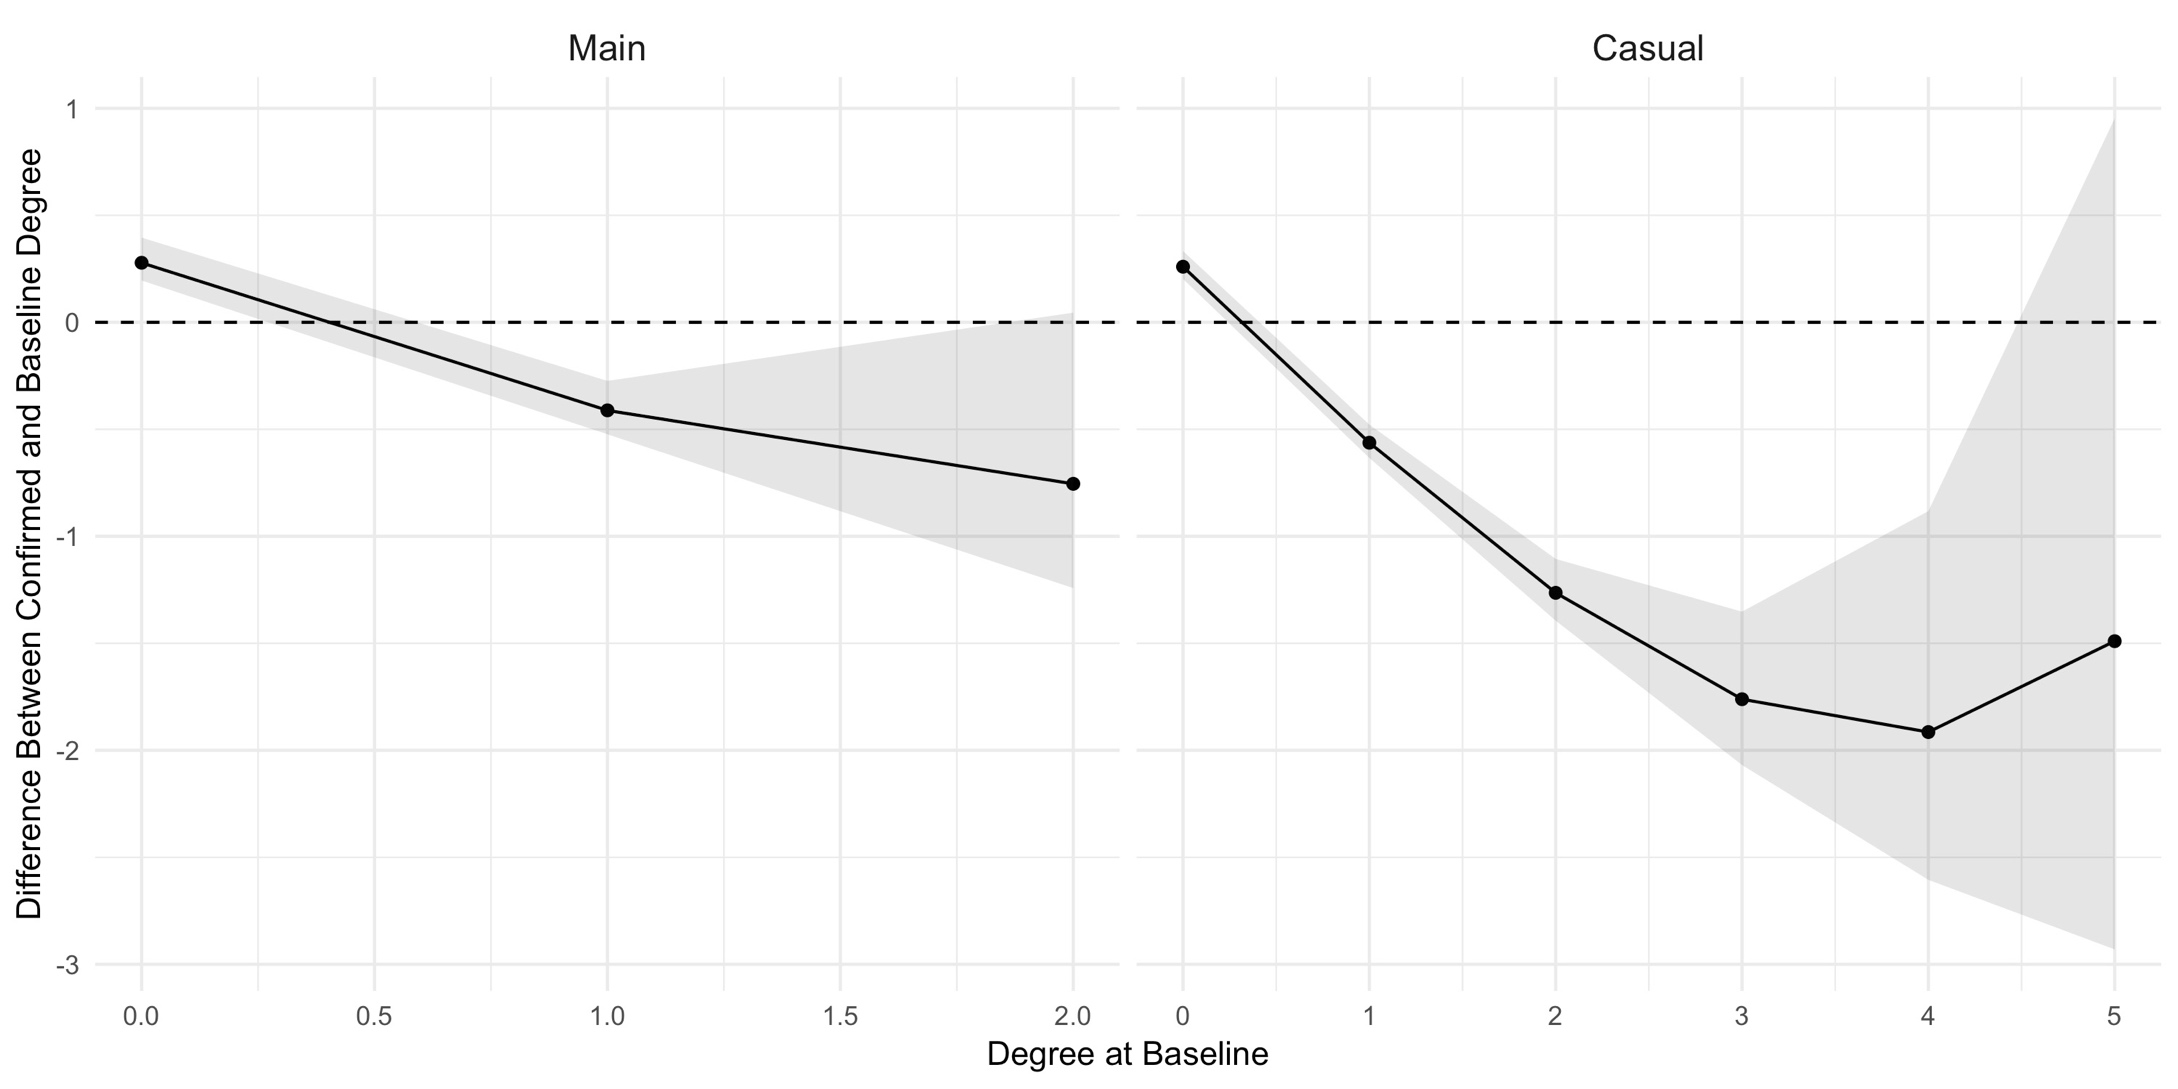 Main
Casual
Difference Between Confirmed and Baseline Degree
1
0
-1
-2
-3
0.0 0.5 1.0 1.5 2.0
0 1 2 3 4 5
Degree at Baseline